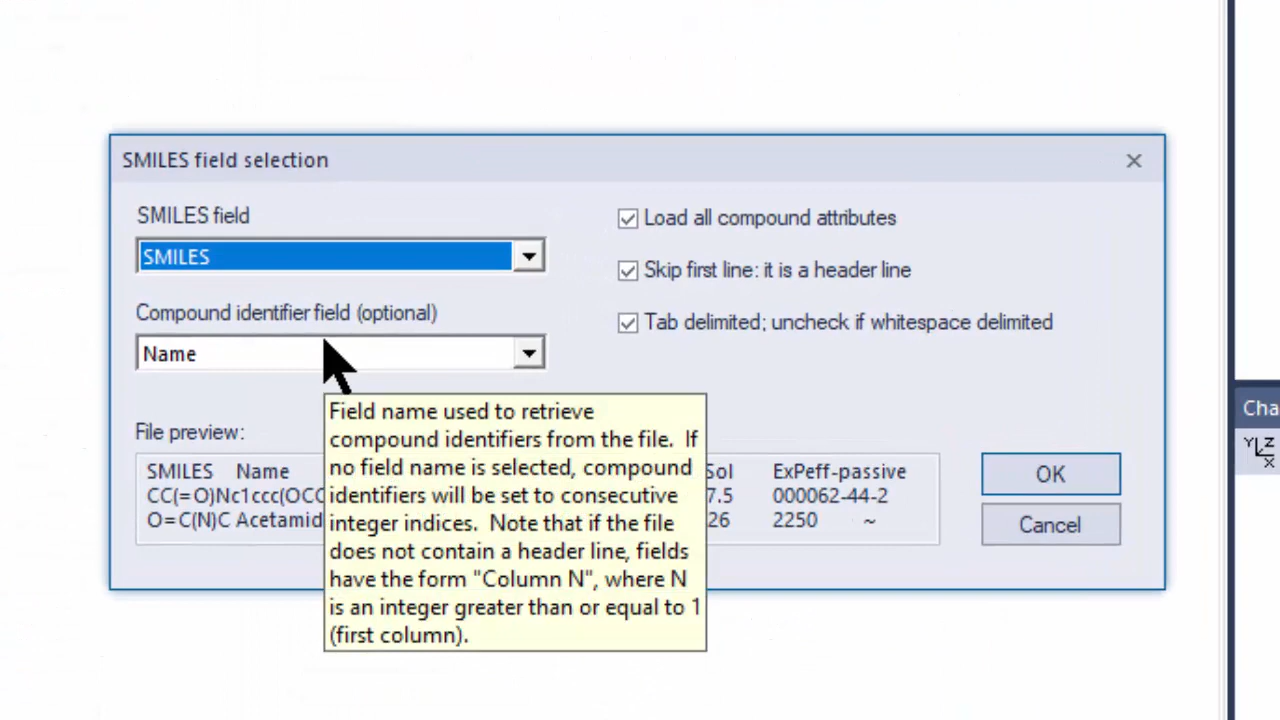 SMILES field selection
SMILES field
SMILES
Compound identifier field (optional)
Name
Load all compound attributes
Skip first line: it is a header line
Tab delimited; uncheck if whitespace delimited
File preview:
SMILES Name Sol ExPeff-passive
CC(=O)Nc1ccc(OCC 7.5 000062-44-2
O=C(N)C Acetamid 26 2250 ~
Field name used to retrieve
compound identifiers from the file. If
no field name is selected, compound
identifiers will be set to consecutive
integer indices. Note that if the file
does not contain a header line, fields
have the form "Column N", where N
is an integer greater than or equal to 1
(first column).
OK
Cancel
Cha
Y Z
X